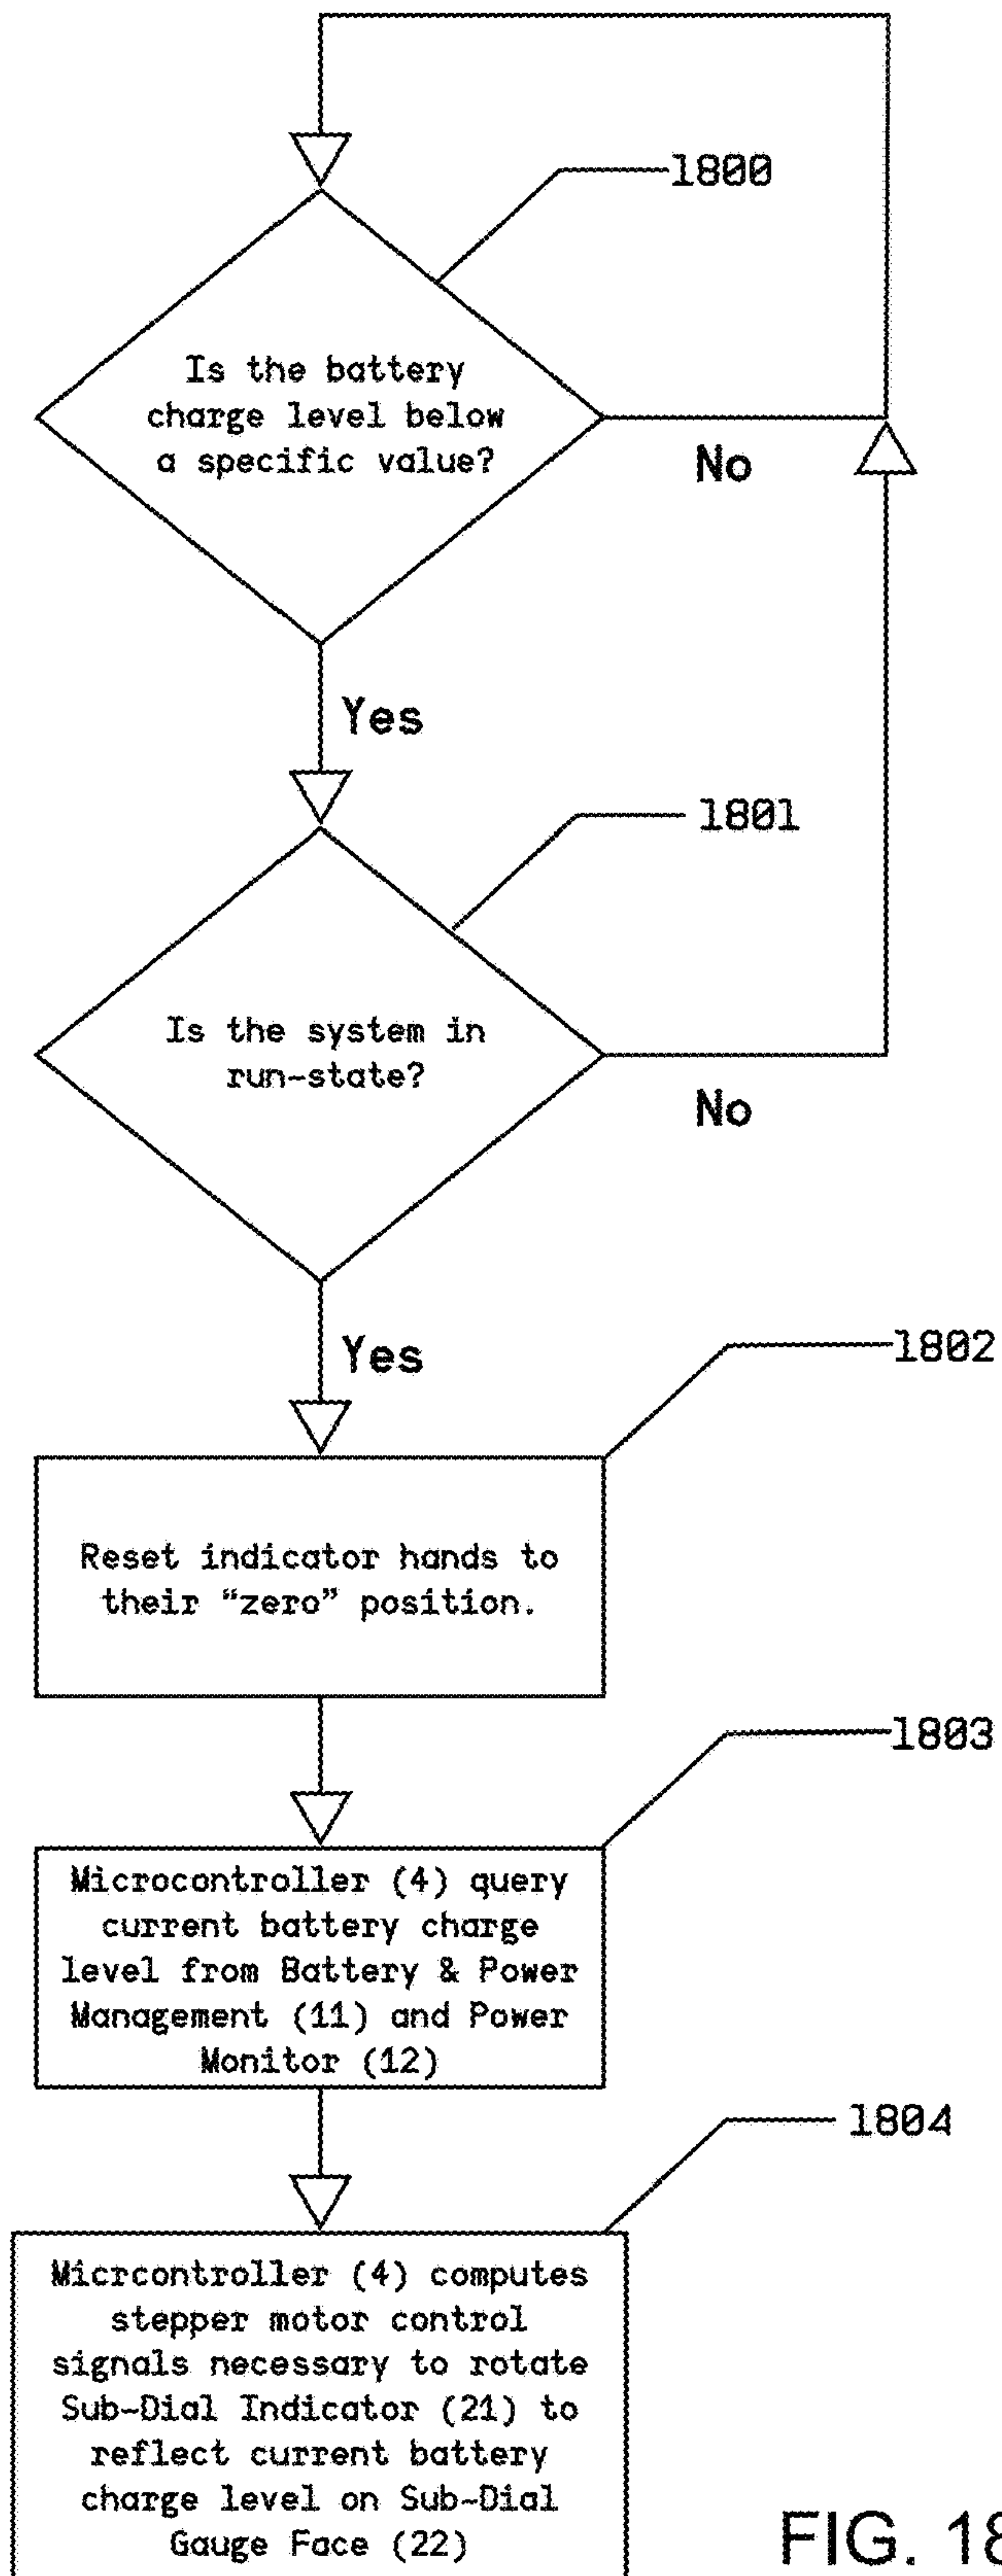 1800
Is the battery
charge level below
a specific value?
No
Yes
1801
Is the system in
run-state?
No
Yes
1802
Reset indicator hands to
their “zero” position.
1803
Microcontroller (4) query
current battery charge
level from Battery & Power
Management (11) and Power
Monitor (12)
1804
Micrcontroller (4) computes
stepper motor control
signals necessary to rotate
Sub-Dial Indicator (21) to
reflect current battery
charge level on Sub-Dial
Gauge Face (22)
FIG. 18